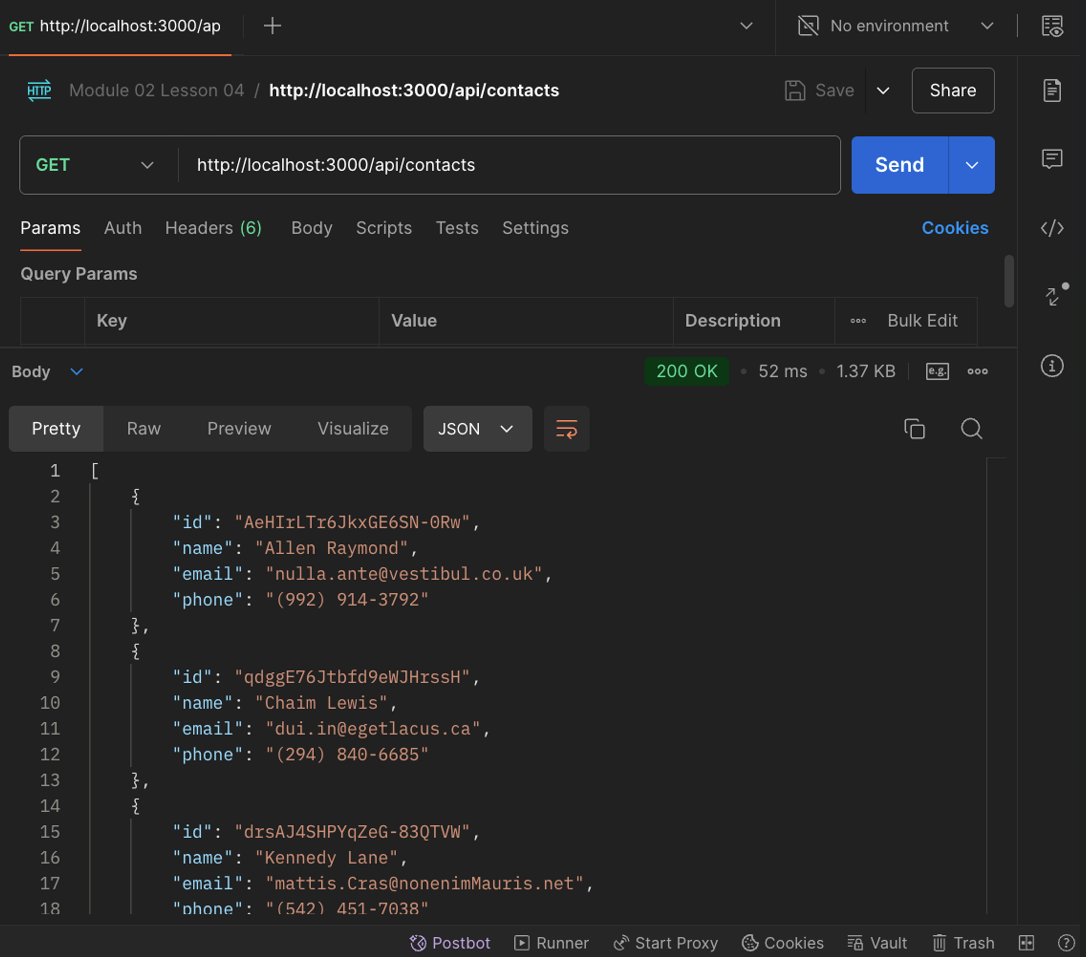 GET http://localhost:3000/ap
No environment
HTTP Module 02 Lesson 04 / http://localhost:3000/api/contacts
Save
Share
GET http://localhost:3000/api/contacts
Send
Params Auth Headers (6) Body Scripts Tests Settings Cookies
Query Params
Key Value Description Bulk Edit
Body 200 OK • 52 ms • 1.37 KB e.g.
Pretty Raw Preview Visualize JSON
1 [
2 {
3 "id": "AeHIrLTr6JkxGE6SN-0Rw",
4 "name": "Allen Raymond",
5 "email": "nulla.ante@vestibul.co.uk",
6 "phone": "(992) 914-3792"
7 },
8 {
9 "id": "qdggE76Jtbfd9eWJHrssH",
10 "name": "Chaim Lewis",
11 "email": "dui.in@egetlacus.ca",
12 "phone": "(294) 840-6685"
13 },
14 {
15 "id": "drsAJ4SHPYqZeG-83QTVW",
16 "name": "Kennedy Lane",
17 "email": "mattis.Cras@nonenimMauris.net",
18 "phone": "(542) 451-7038"
Postbot Runner Start Proxy Cookies Vault Trash